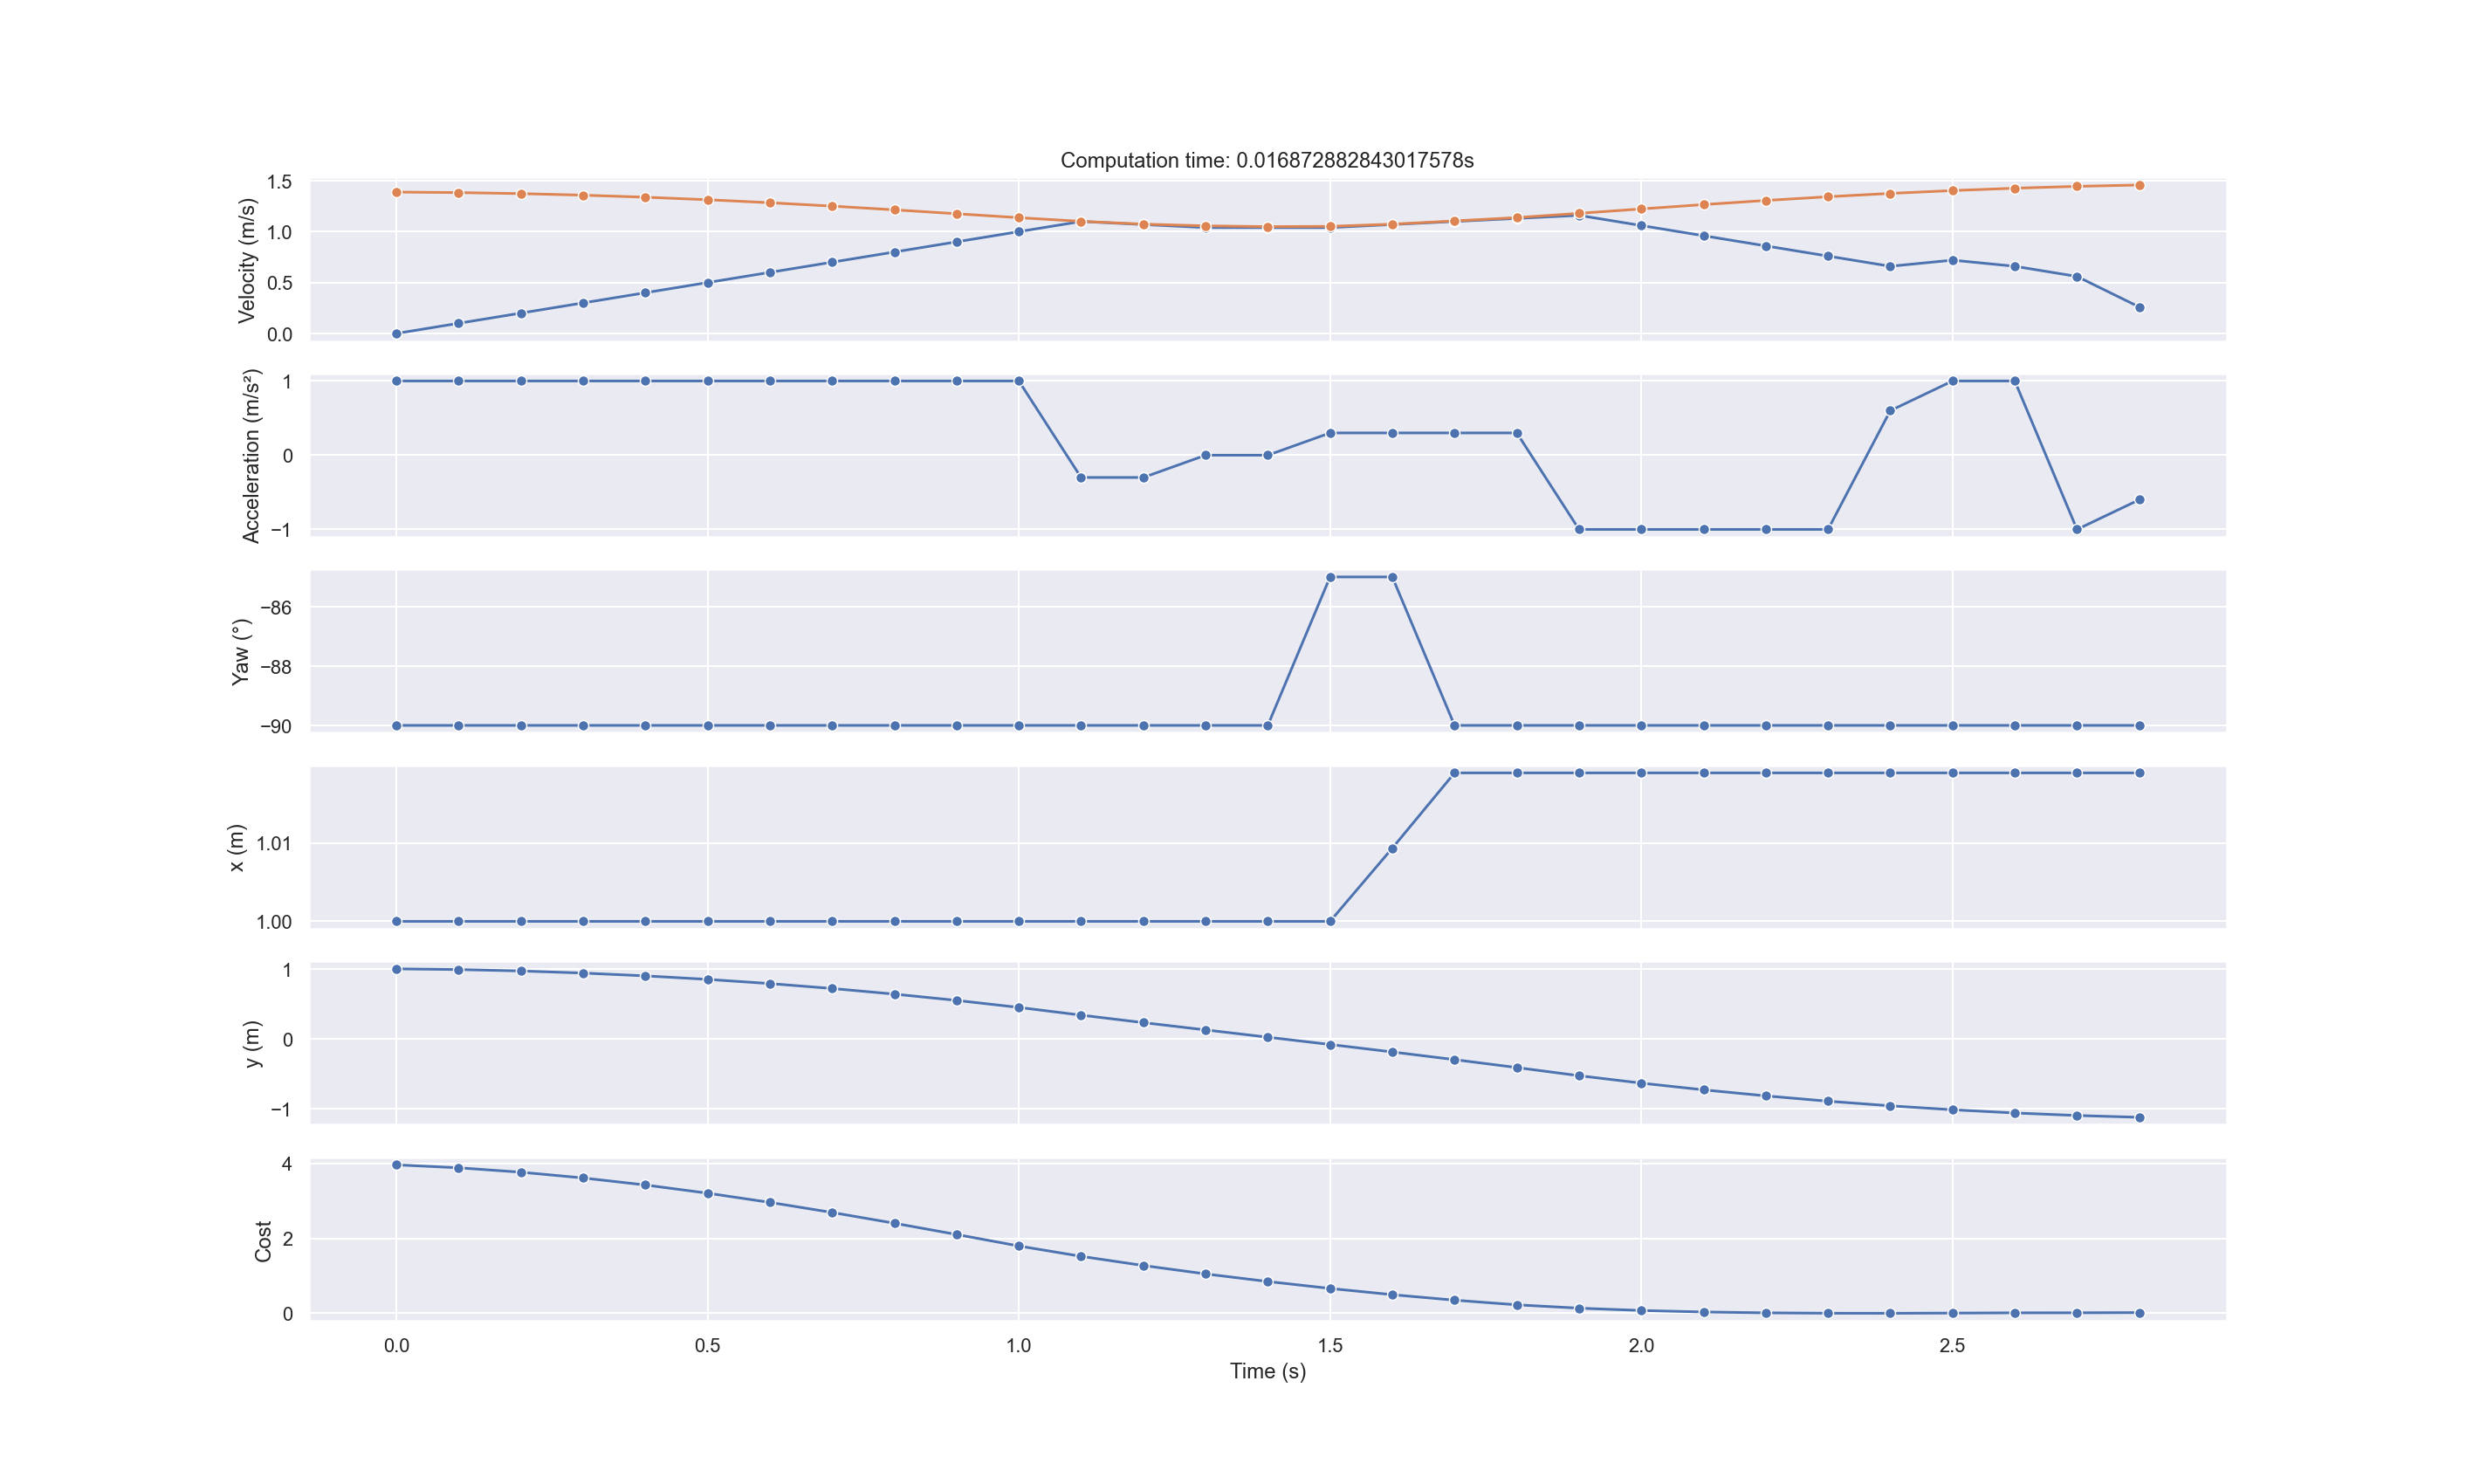 Computation time: 0.016872882843017578s
Velocity (m/s)
1.5
1.0
0.5
0.0
Acceleration (m/s²)
1
0
−1
Yaw (°)
−86
−88
−90
x (m)
1.01
1.00
y (m)
1
0
−1
Cost
4
2
0
0.0 0.5 1.0 1.5 2.0 2.5
Time (s)